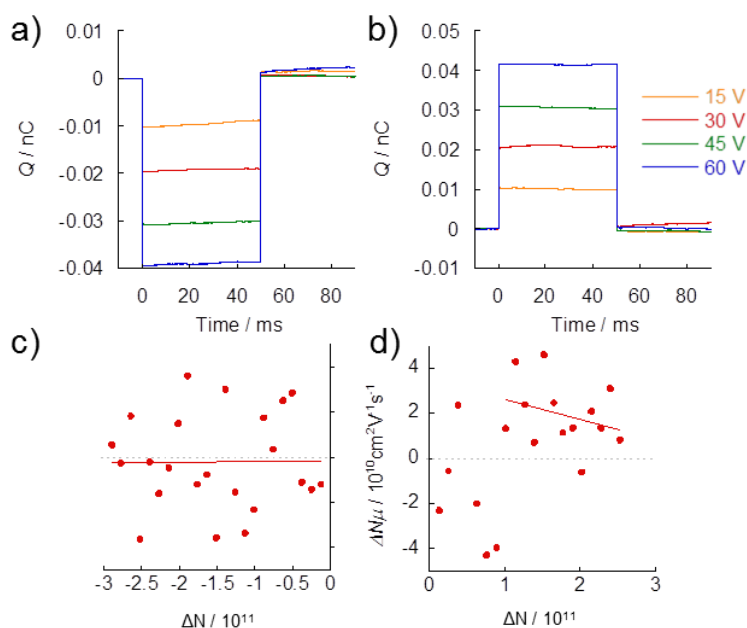 a)
0.01
0
-0.01
-0.02
-0.03
-0.04
Q / nC
0 20 40 60 80
Time / ms
b)
0.05
0.04
0.03
0.02
0.01
0
-0.01
Q / nC
0 20 40 60 80
Time / ms
15 V
30 V
45 V
60 V
c)
-3 -2.5 -2 -1.5 -1 -0.5 0
ΔN / 10¹¹
d)
4
2
0
-2
-4
ΔNμ / 10¹⁰cm²V⁻¹s⁻¹
0 1 2 3
ΔN / 10¹¹